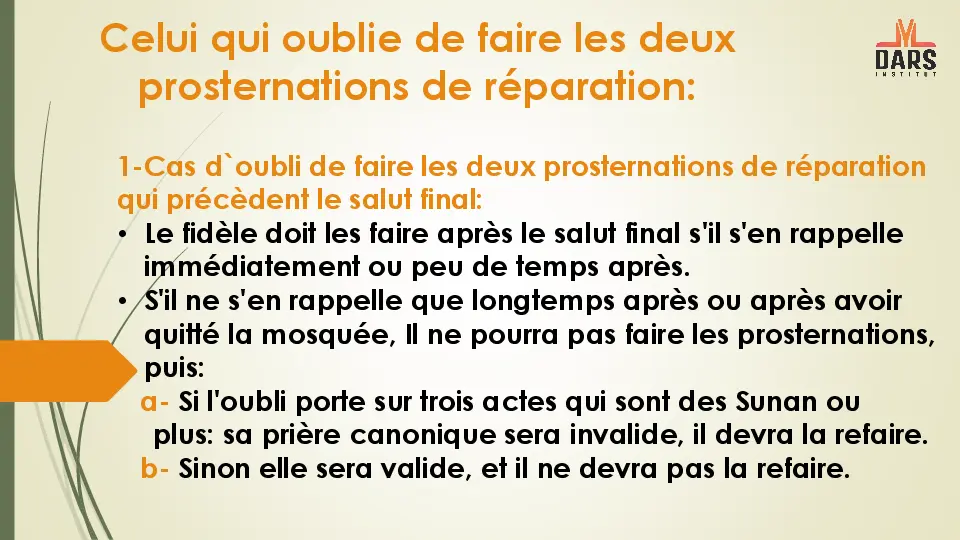 Celui qui oublie de faire les deux
prosternations de réparation:
M
DARS
INSTITUT
1-Cas d`oubli de faire les deux prosternations de réparation
qui précèdent le salut final:
• Le fidèle doit les faire après le salut final s'il s'en rappelle
immédiatement ou peu de temps après.
• S'il ne s'en rappelle que longtemps après ou après avoir
quitté la mosquée, Il ne pourra pas faire les prosternations,
puis:
a- Si l'oubli porte sur trois actes qui sont des Sunan ou
plus: sa prière canonique sera invalide, il devra la refaire.
b- Sinon elle sera valide, et il ne devra pas la refaire.